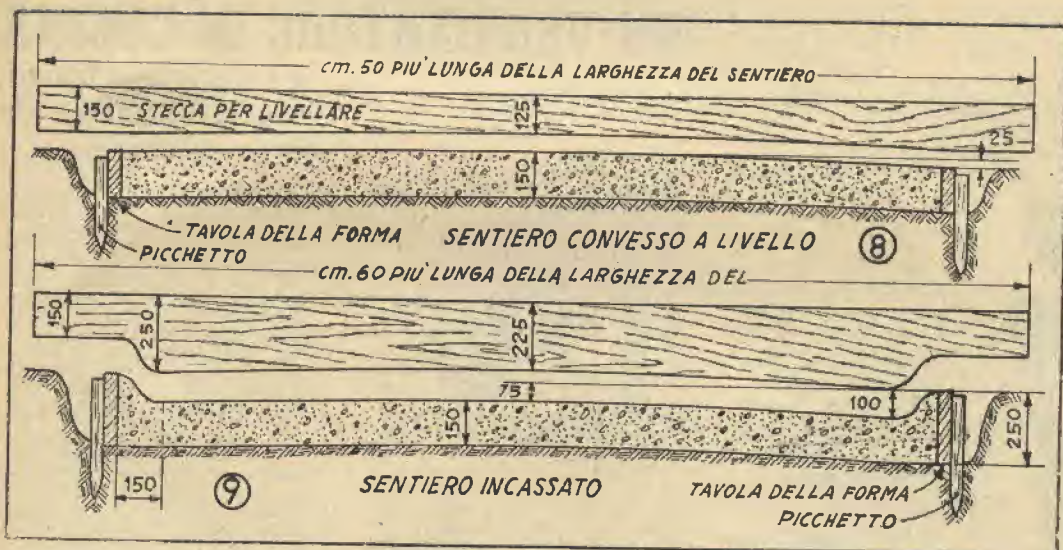 cm. 50 PIÙ LUNGA DELLA LARGHEZZA DEL SENTIERO
150 STECCA PER LIVELLARE
125
25
150
TAVOLA DELLA FORMA
PICCHETTO
SENTIERO CONVESSO A LIVELLO
8
cm. 60 PIÙ LUNGA DELLA LARGHEZZA DEL
150
250
225
75
100
150
250
150
9
SENTIERO INCASSATO
TAVOLA DELLA FORMA
PICCHETTO